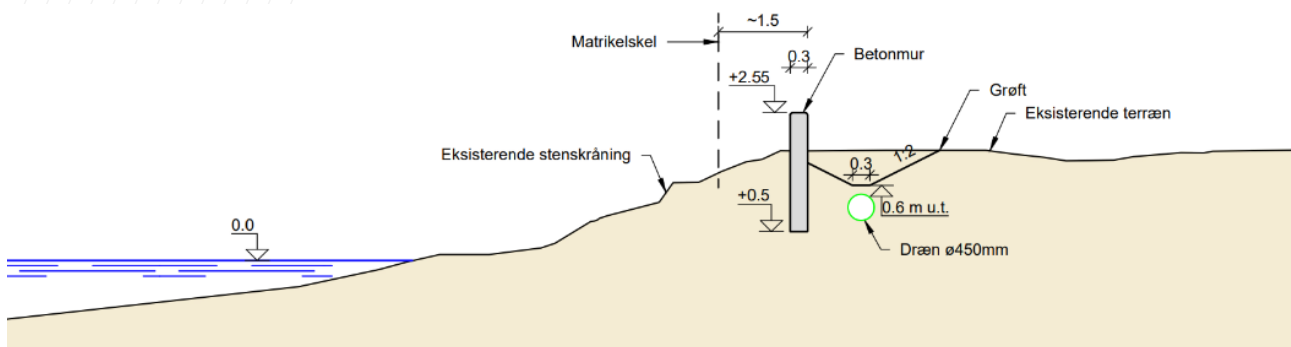 ~1.5
Matrikelskel
0.3
Betonmur
+2.55
Grøft
Eksisterende terræn
Eksisterende stenskråning
1:2
0.3
+0.5
0.6 m u.t.
0.0
Dræn ø450mm